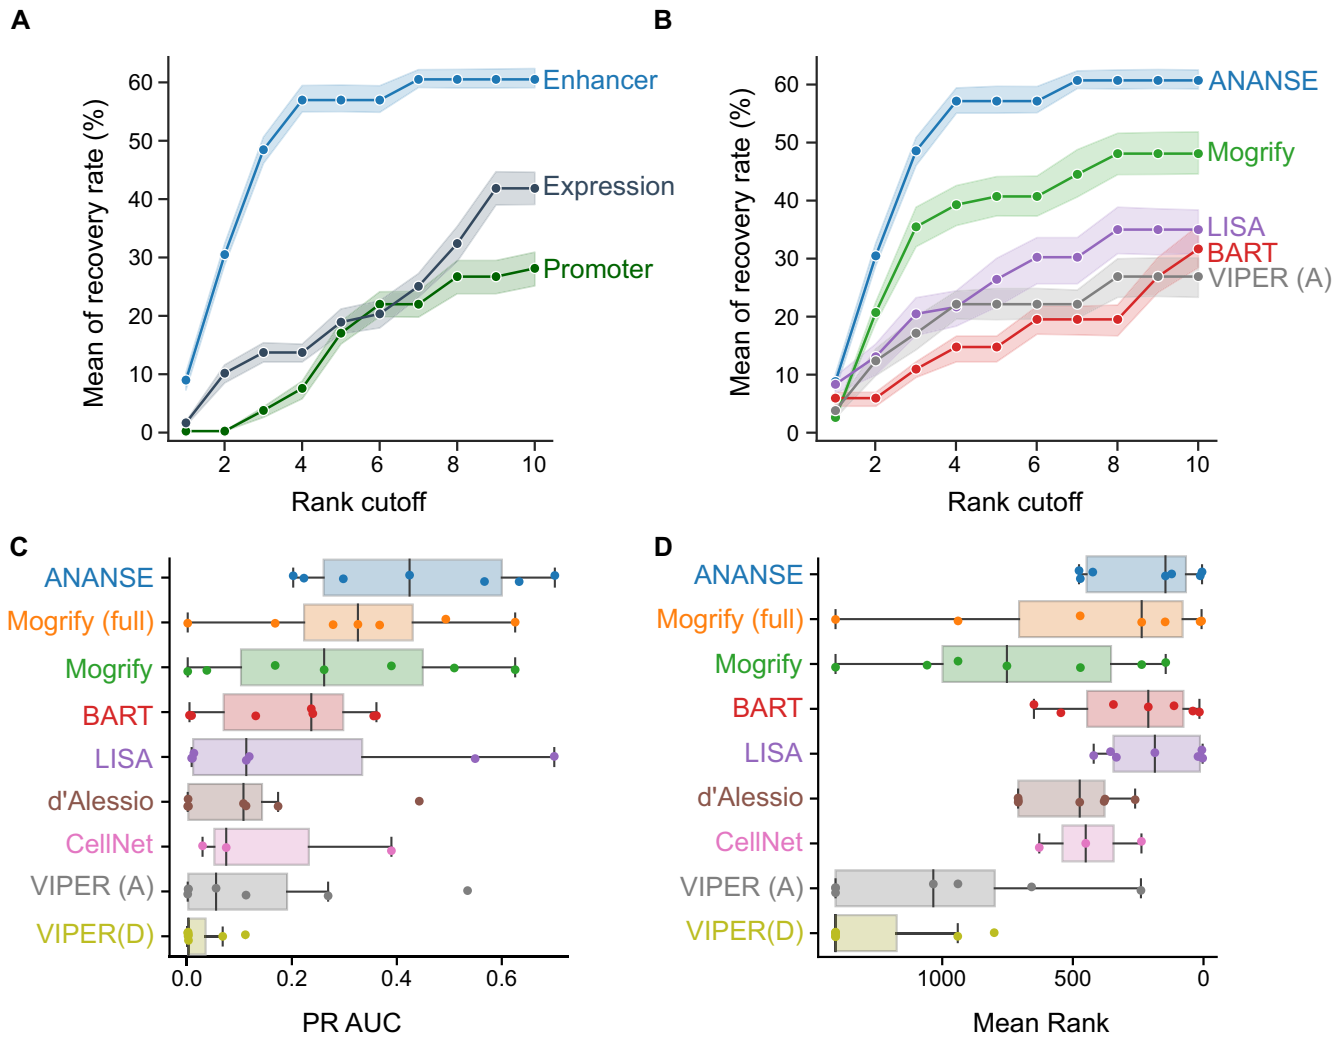 A
Mean of recovery rate (%)
60
50
40
30
20
10
0
Enhancer
Expression
Promoter
2
4
6
8
10
Rank cutoff
B
Mean of recovery rate (%)
60
50
40
30
20
10
0
ANANSE
Mogrify
LISA
BART
VIPER (A)
2
4
6
8
10
Rank cutoff
C
ANANSE
Mogrify (full)
Mogrify
BART
LISA
d'Alessio
CellNet
VIPER (A)
VIPER(D)
0.0
0.2
0.4
0.6
PR AUC
D
ANANSE
Mogrify (full)
Mogrify
BART
LISA
d'Alessio
CellNet
VIPER (A)
VIPER(D)
1000
500
0
Mean Rank